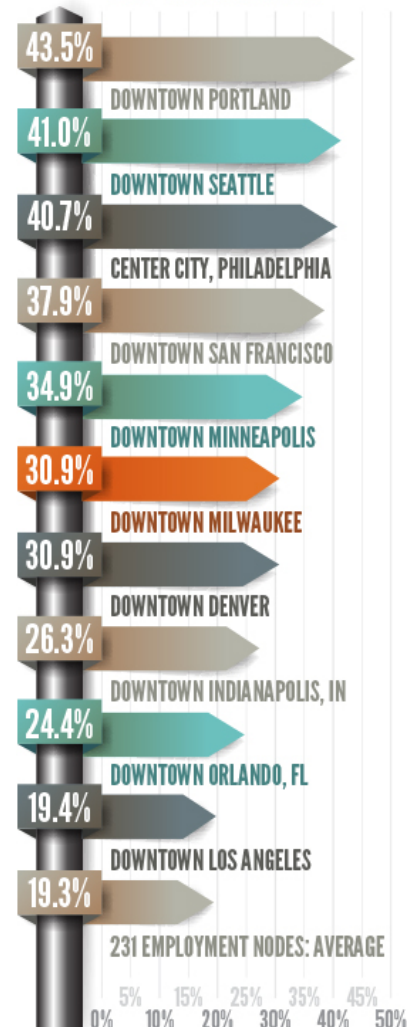 43.5%
DOWNTOWN PORTLAND
41.0%
DOWNTOWN SEATTLE
40.7%
CENTER CITY, PHILADELPHIA
37.9%
DOWNTOWN SAN FRANCISCO
34.9%
DOWNTOWN MINNEAPOLIS
30.9%
DOWNTOWN MILWAUKEE
30.9%
DOWNTOWN DENVER
26.3%
DOWNTOWN INDIANAPOLIS, IN
24.4%
DOWNTOWN ORLANDO, FL
19.4%
DOWNTOWN LOS ANGELES
19.3%
231 EMPLOYMENT NODES: AVERAGE
5% 15% 25% 35% 45%
0% 10% 20% 30% 40% 50%